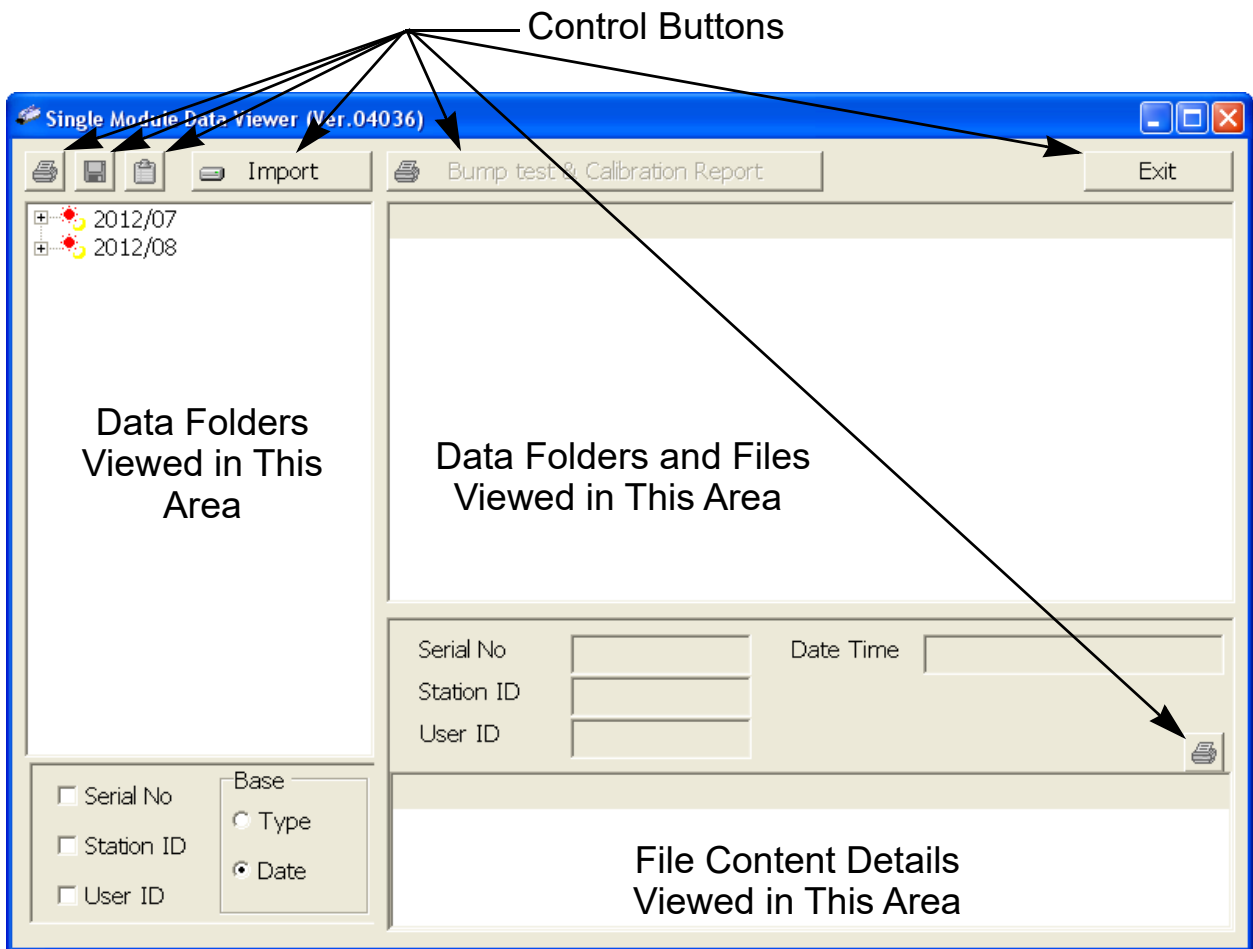 Control Buttons
Single Module Data Viewer (Ver.04036)
Import
Bump test & Calibration Report
Exit
2012/07
2012/08
Data Folders
Viewed in This
Area
Data Folders and Files
Viewed in This Area
Serial No
Date Time
Station ID
User ID
Serial No
Station ID
User ID
Base
Type
Date
File Content Details
Viewed in This Area